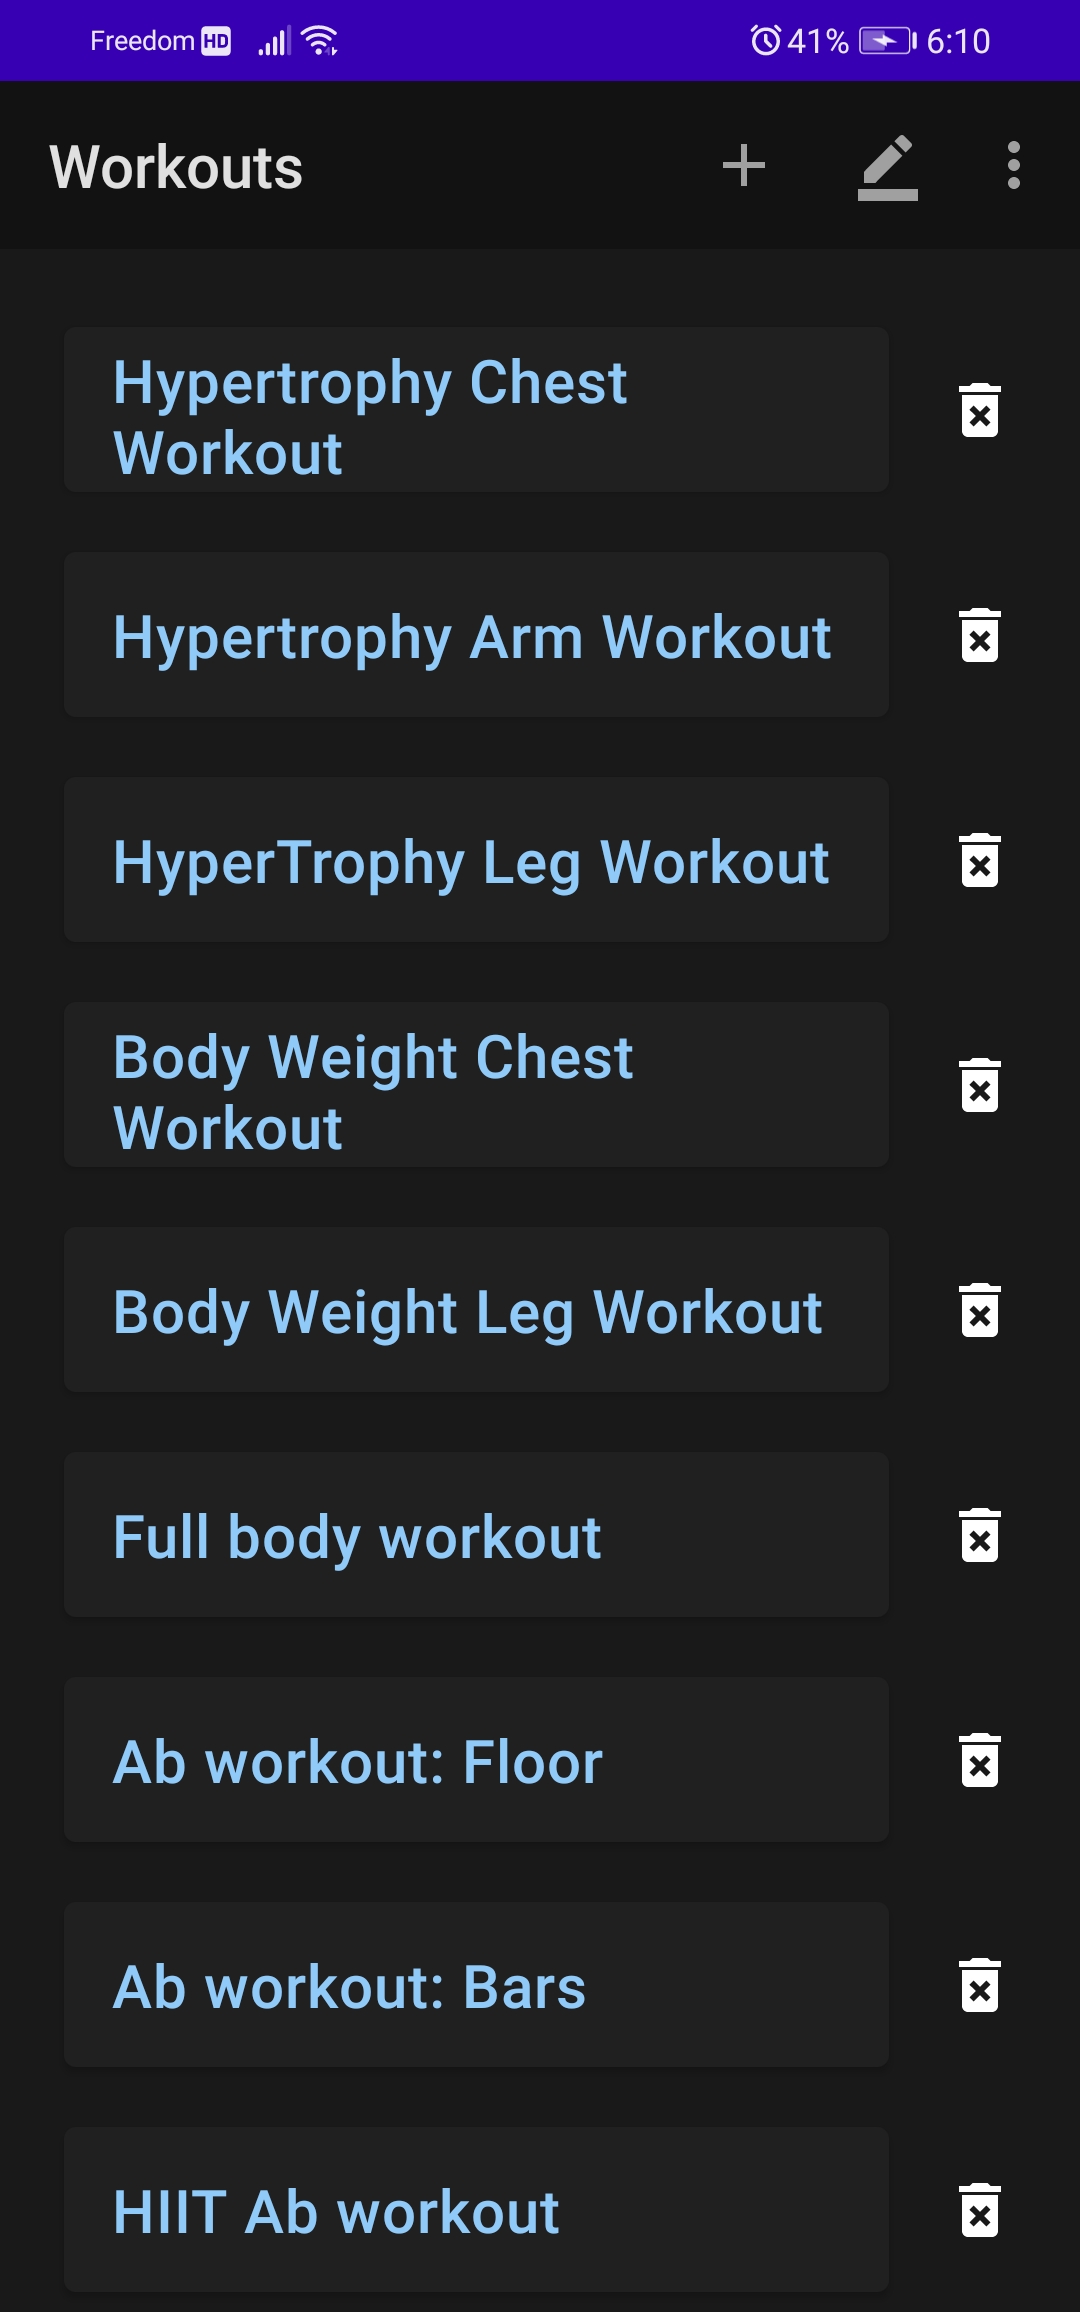 Freedom HD 41% 6:10
Workouts
Hypertrophy Chest
Workout
Hypertrophy Arm Workout
HyperTrophy Leg Workout
Body Weight Chest
Workout
Body Weight Leg Workout
Full body workout
Ab workout: Floor
Ab workout: Bars
HIIT Ab workout